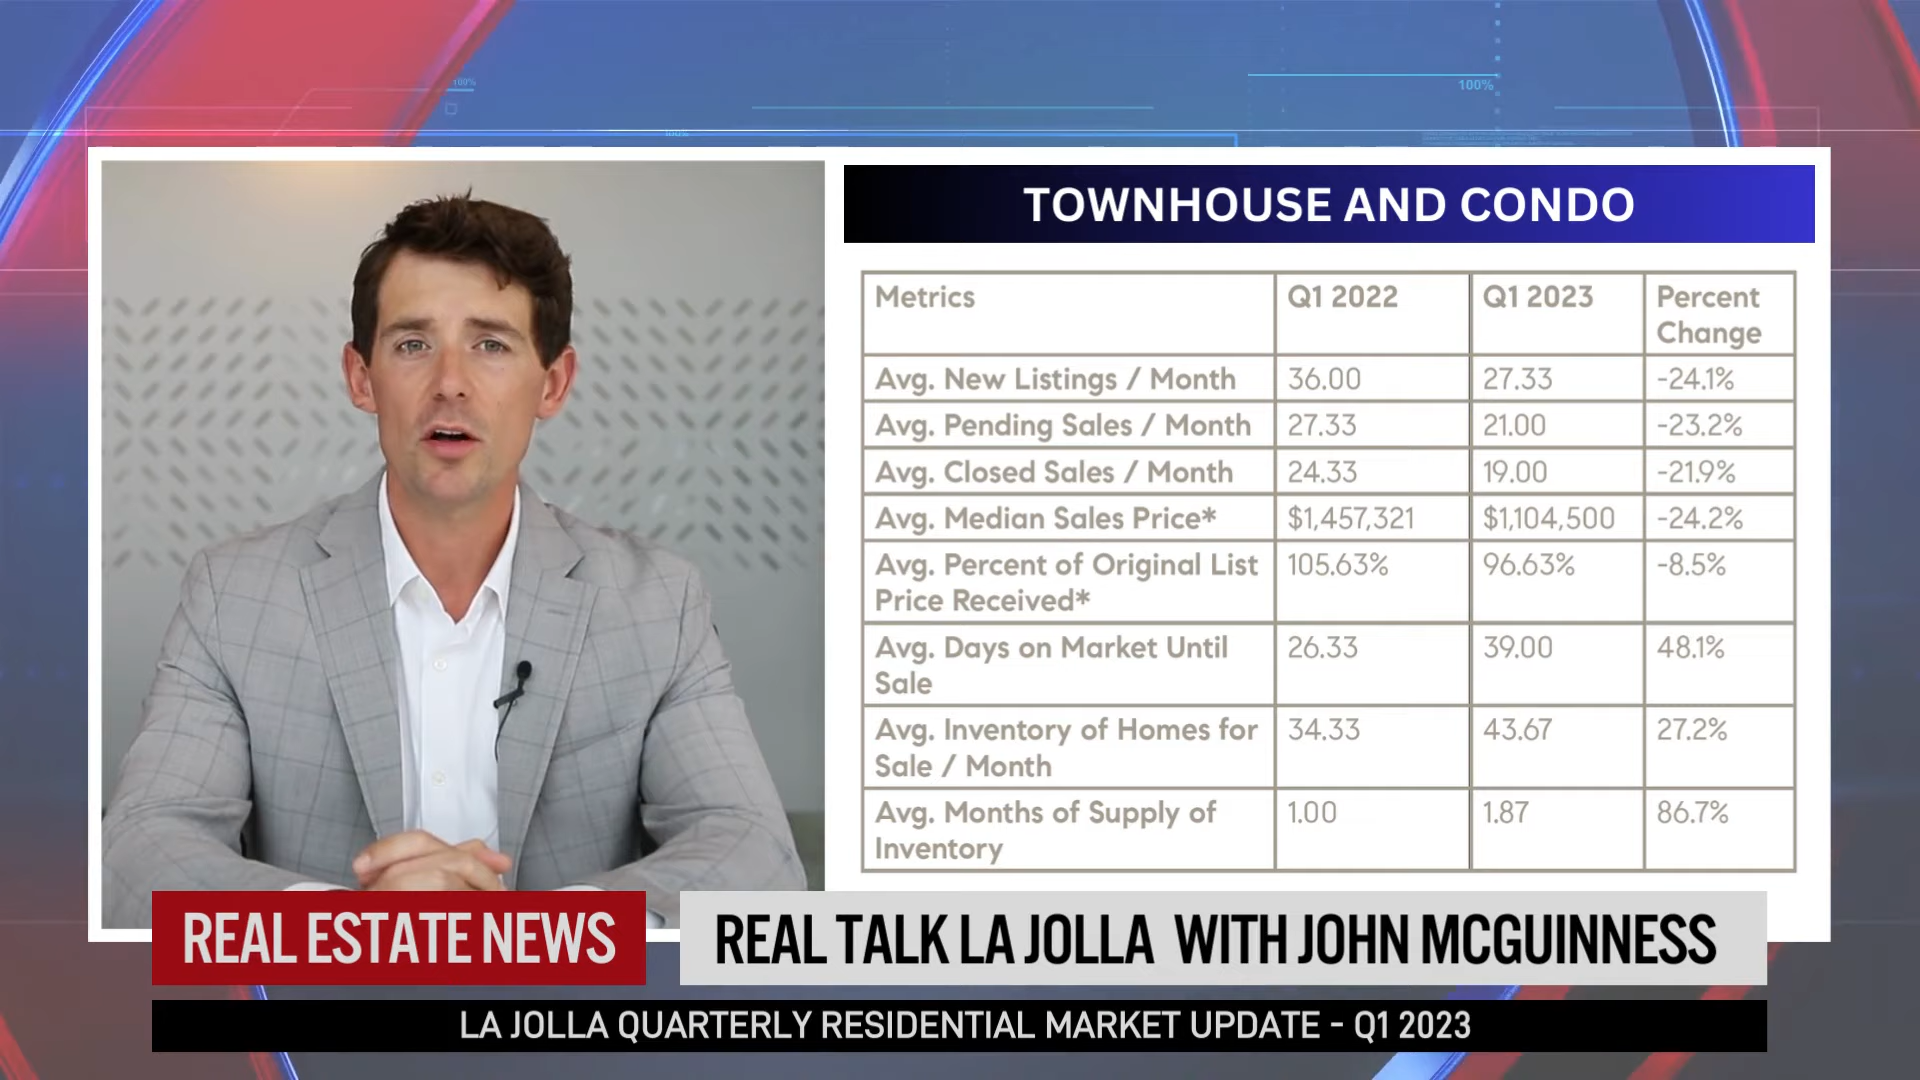 100%
100%
100%
TOWNHOUSE AND CONDO
Metrics Q1 2022 Q1 2023 Percent Change
Avg. New Listings / Month 36.00 27.33 -24.1%
Avg. Pending Sales / Month 27.33 21.00 -23.2%
Avg. Closed Sales / Month 24.33 19.00 -21.9%
Avg. Median Sales Price* $1,457,321 $1,104,500 -24.2%
Avg. Percent of Original List Price Received* 105.63% 96.63% -8.5%
Avg. Days on Market Until Sale 26.33 39.00 48.1%
Avg. Inventory of Homes for Sale / Month 34.33 43.67 27.2%
Avg. Months of Supply of Inventory 1.00 1.87 86.7%
REAL ESTATE NEWS
REAL TALK LA JOLLA WITH JOHN MCGUINNESS
LA JOLLA QUARTERLY RESIDENTIAL MARKET UPDATE - Q1 2023